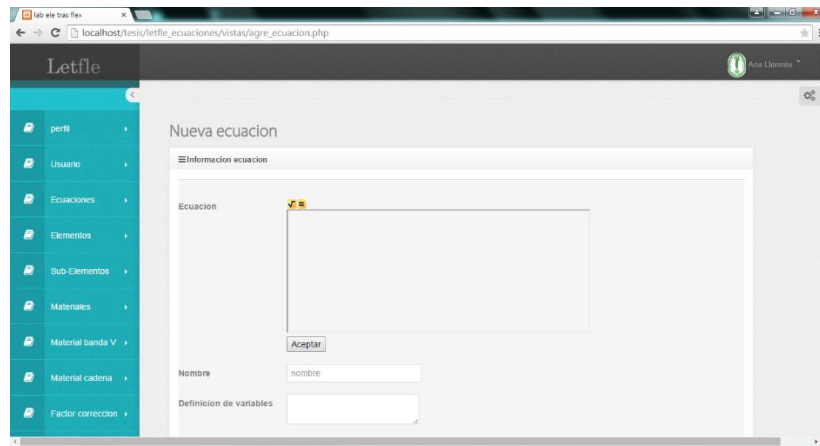 lab ele tras flex
localhost/tesis/letfle_ecuaciones/vistas/agre_ecuacion.php
Letfle
Ana Llorente
perfil
Usuario
Ecuaciones
Elementos
Sub-Elementos
Materiales
Material banda V
Material cadena
Factor correccion
Nueva ecuacion
Informacion ecuacion
Ecuacion
Aceptar
Nombre
nombre
Definicion de variables